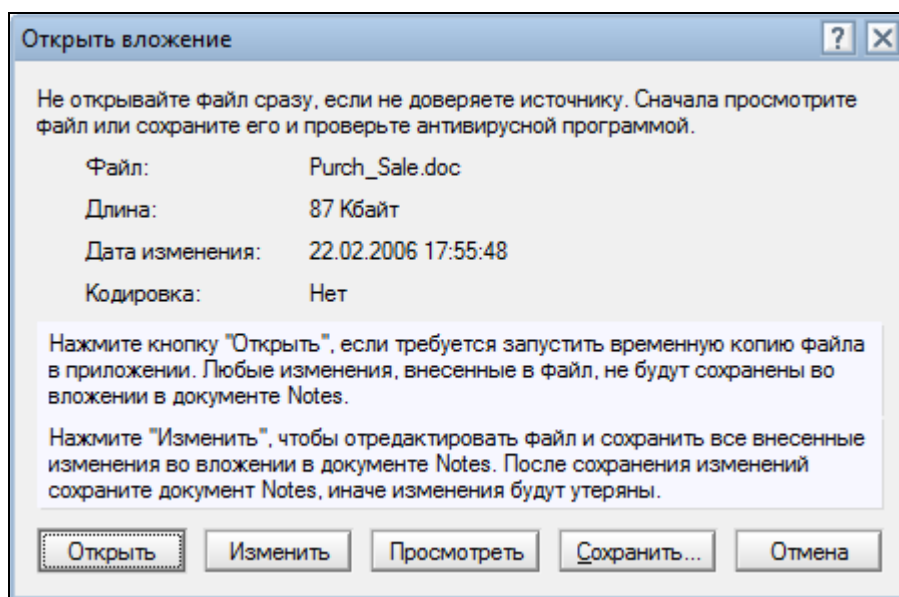 Открыть вложение
Не открывайте файл сразу, если не доверяете источнику. Сначала просмотрите
файл или сохраните его и проверьте антивирусной программой.
Файл: Purch_Sale.doc
Длина: 87 Кбайт
Дата изменения: 22.02.2006 17:55:48
Кодировка: Нет
Нажмите кнопку "Открыть", если требуется запустить временную копию файла
в приложении. Любые изменения, внесенные в файл, не будут сохранены во
вложении в документе Notes.
Нажмите "Изменить", чтобы отредактировать файл и сохранить все внесенные
изменения во вложении в документе Notes. После сохранения изменений
сохраните документ Notes, иначе изменения будут утеряны.
Открыть Изменить Просмотреть Сохранить... Отмена